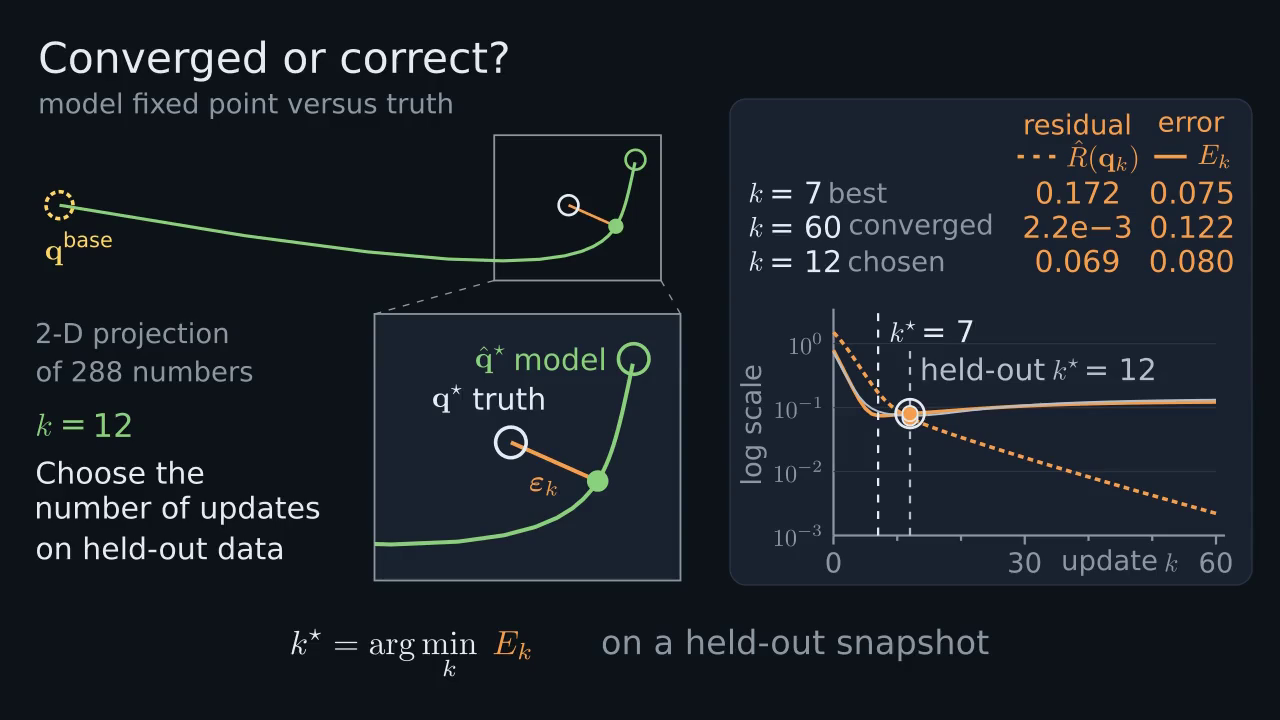 Converged or correct?
model fixed point versus truth
q^base
2-D projection
of 288 numbers
k = 12
Choose the
number of updates
on held-out data
q̂⋆ model
q⋆ truth
ε_k
residual error
R̂(q_k) E_k
k = 7 best 0.172 0.075
k = 60 converged 2.2e−3 0.122
k = 12 chosen 0.069 0.080
k⋆ = 7
held-out k⋆ = 12
log scale
10^0
10^−1
10^−2
10^−3
0 30 update k 60
k⋆ = arg min_k E_k on a held-out snapshot